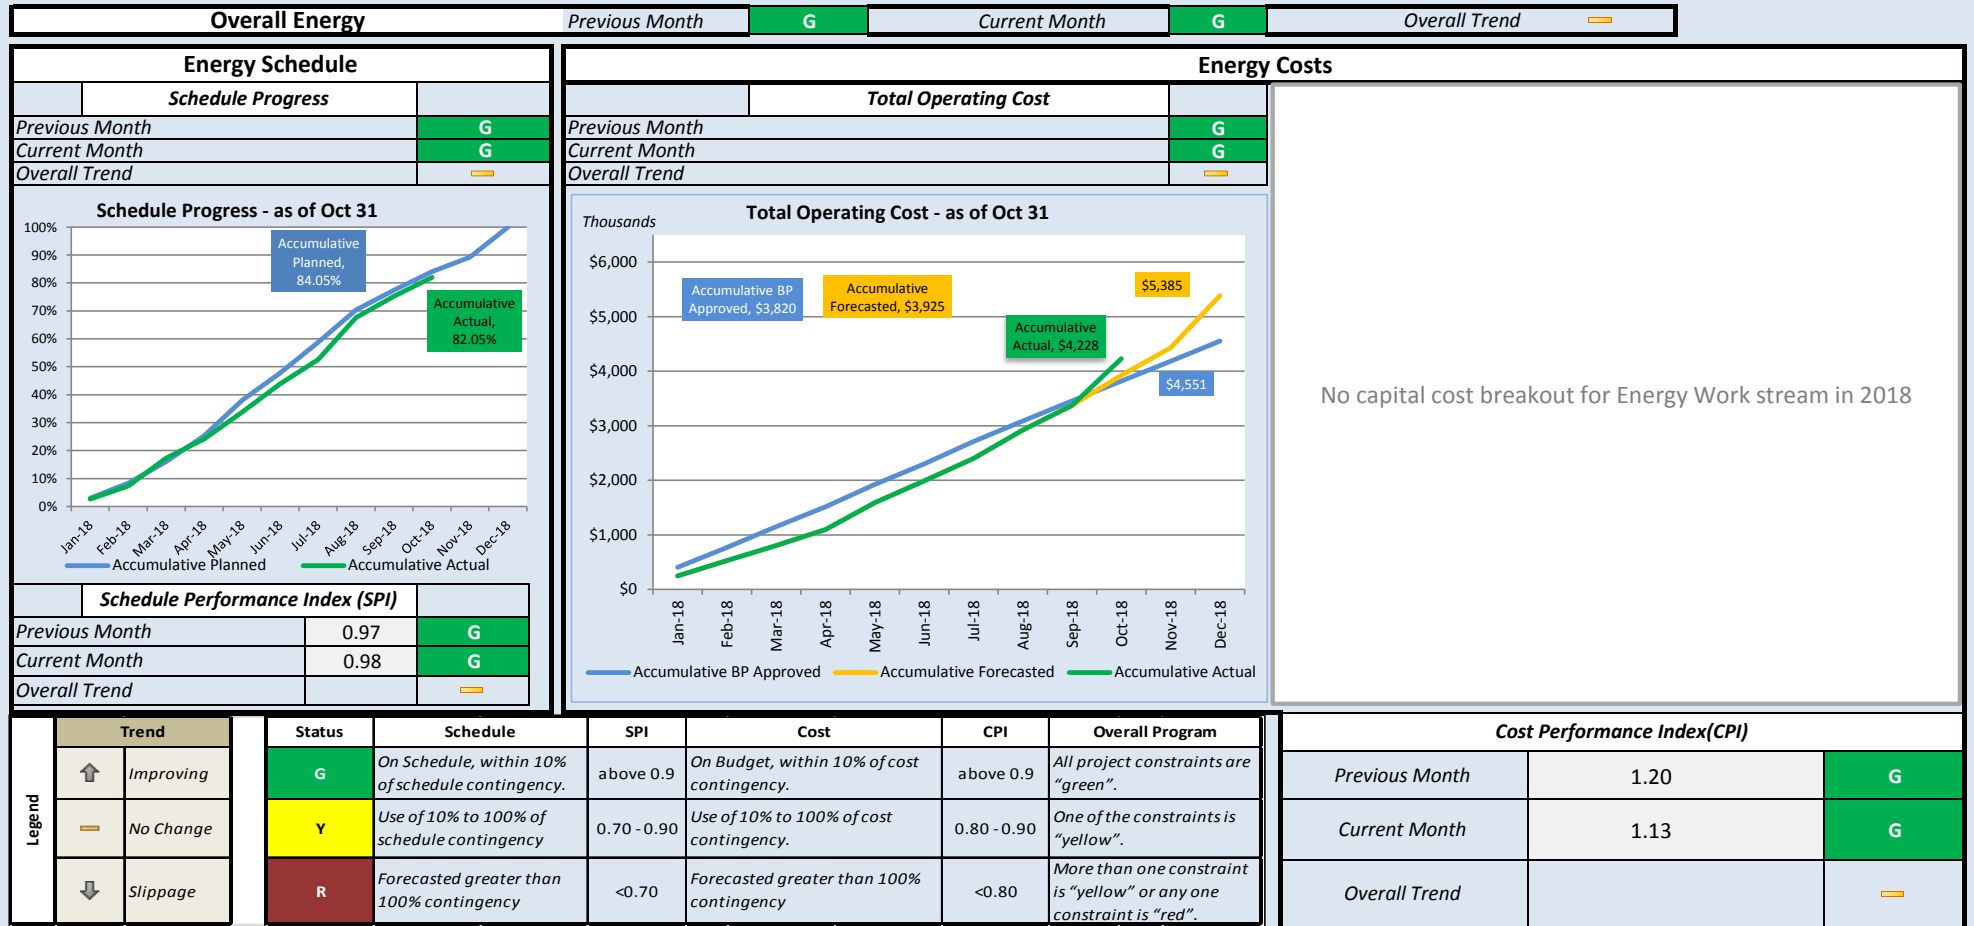 Overall Energy
Previous Month
G
Current Month
G
Overall Trend
Energy Schedule
Schedule Progress
Previous Month
G
Current Month
G
Overall Trend
Schedule Progress - as of Oct 31
100%
90%
80%
70%
60%
50%
40%
30%
20%
10%
0%
Accumulative
Planned,
84.05%
Accumulative
Actual,
82.05%
Jan-18
Feb-18
Mar-18
Apr-18
May-18
Jun-18
Jul-18
Aug-18
Sep-18
Oct-18
Nov-18
Dec-18
Accumulative Planned
Accumulative Actual
Schedule Performance Index (SPI)
Previous Month
0.97
G
Current Month
0.98
G
Overall Trend
Energy Costs
Total Operating Cost
Previous Month
G
Current Month
G
Overall Trend
Total Operating Cost - as of Oct 31
Thousands
$6,000
$5,000
$4,000
$3,000
$2,000
$1,000
$0
Accumulative BP
Approved, $3,820
Accumulative
Forecasted, $3,925
Accumulative
Actual, $4,228
$5,385
$4,551
Jan-18
Feb-18
Mar-18
Apr-18
May-18
Jun-18
Jul-18
Aug-18
Sep-18
Oct-18
Nov-18
Dec-18
Accumulative BP Approved
Accumulative Forecasted
Accumulative Actual
No capital cost breakout for Energy Work stream in 2018
Legend
Trend
Improving
No Change
Slippage
Status
Schedule
SPI
Cost
CPI
Overall Program
G
On Schedule, within 10%
of schedule contingency.
above 0.9
On Budget, within 10% of cost
contingency.
above 0.9
All project constraints are
“green”.
Y
Use of 10% to 100% of
schedule contingency
0.70 - 0.90
Use of 10% to 100% of cost
contingency.
0.80 - 0.90
One of the constraints is
“yellow”.
R
Forecasted greater than
100% contingency
<0.70
Forecasted greater than 100%
contingency
<0.80
More than one constraint
is “yellow” or any one
constraint is “red”.
Cost Performance Index(CPI)
Previous Month
1.20
G
Current Month
1.13
G
Overall Trend